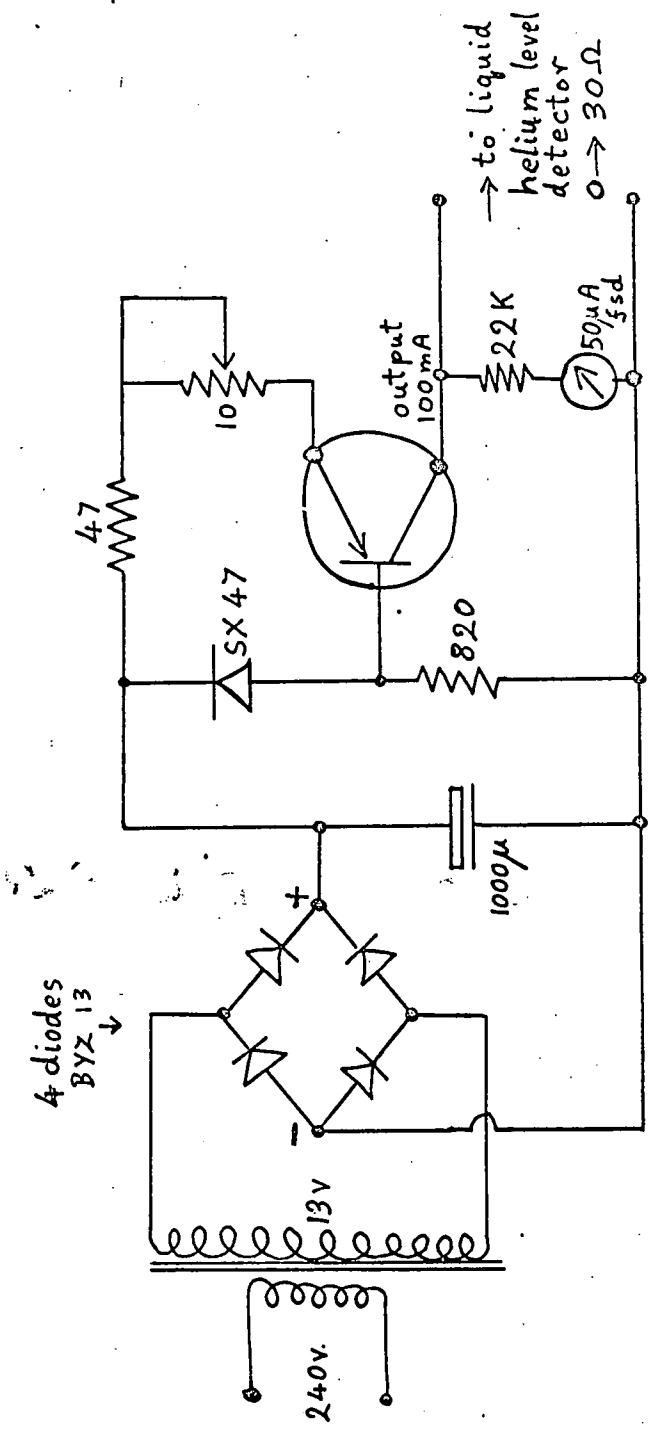 240v.
13v
4 diodes
BYZ 13
-
+
1000µ
SX 47
820
47
10
output
100mA
22K
50µA
fsd
→ to liquid
helium level
detector
0 → 30Ω